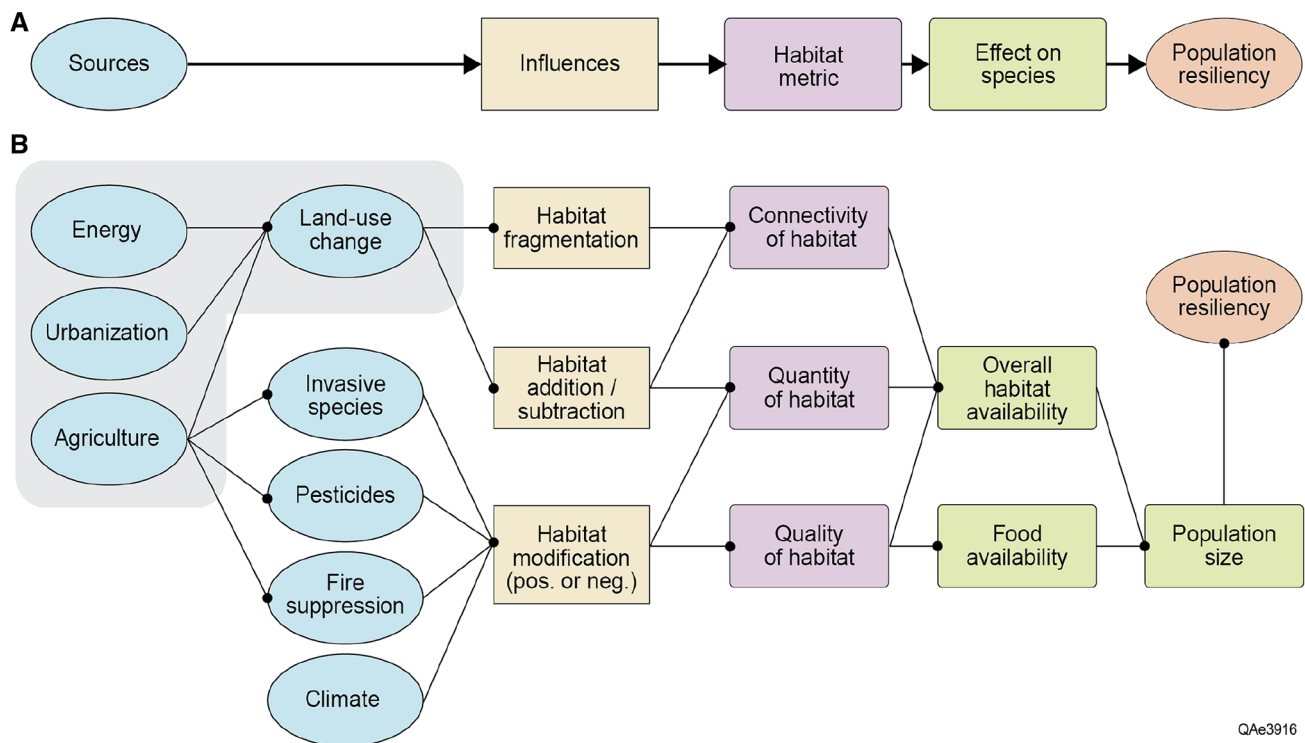 A
Sources
Influences
Habitat
metric
Effect on
species
Population
resiliency
B
Energy
Land-use
change
Habitat
fragmentation
Connectivity
of habitat
Population
resiliency
Urbanization
Invasive
species
Habitat
addition /
subtraction
Quantity
of habitat
Overall
habitat
availability
Agriculture
Pesticides
Habitat
modification
(pos. or neg.)
Quality
of habitat
Food
availability
Population
size
Fire
suppression
Climate
QAe3916